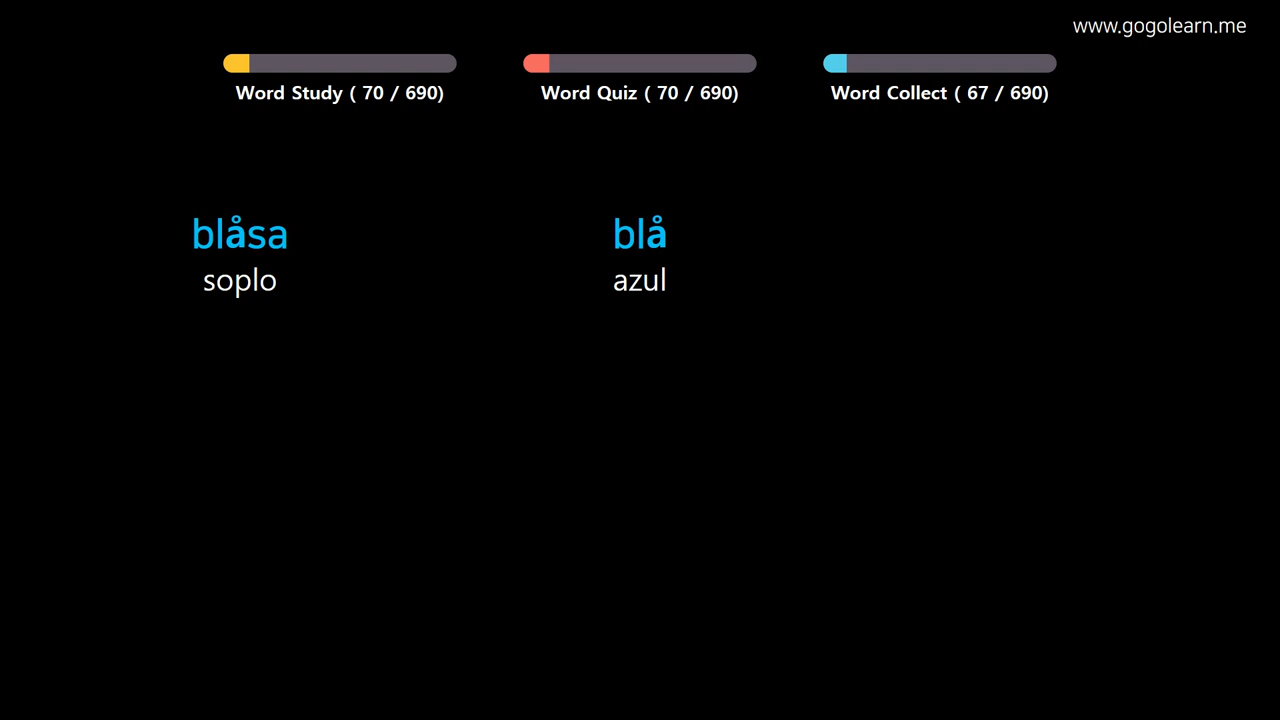 www.gogolearn.me
Word Study ( 70 / 690)
Word Quiz ( 70 / 690)
Word Collect ( 67 / 690)
blåsa
soplo
blå
azul